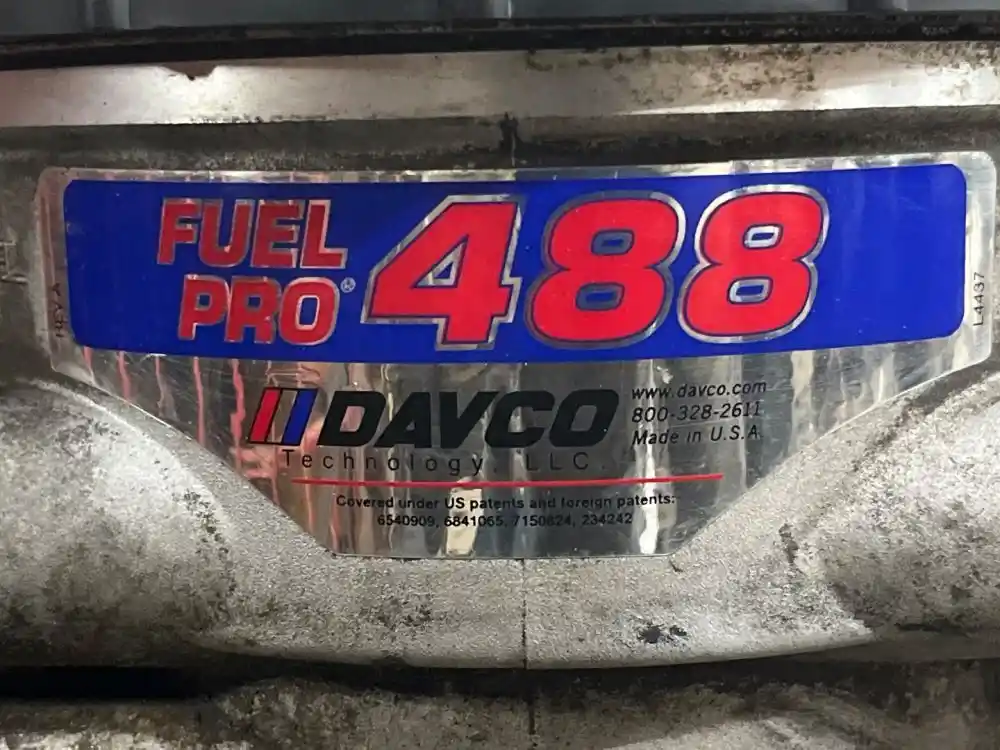 FUEL
PRO® 488
DAVCO
Technology, LLC.
www.davco.com
800-328-2611
Made in U.S.A.
Covered under US patents and foreign patents:
6540909, 6841065, 7150824, 234242
L4437